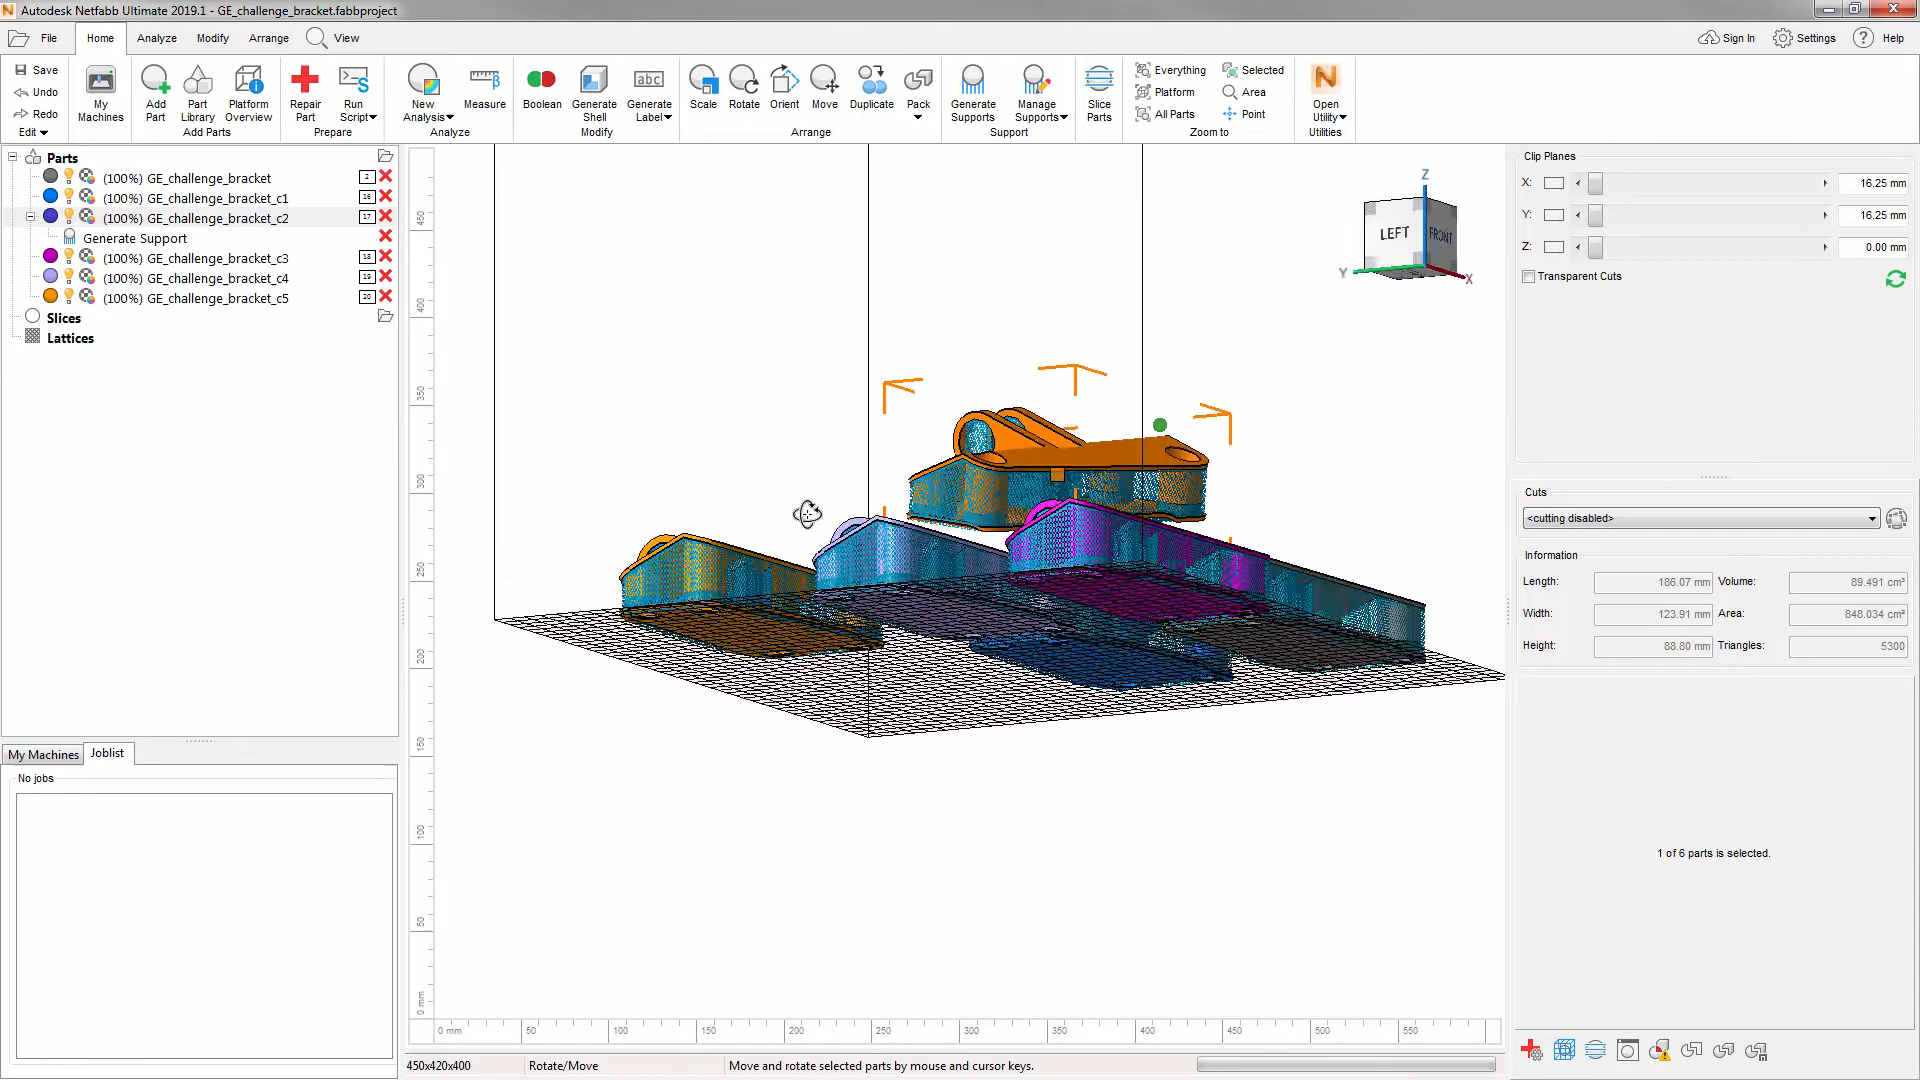 Autodesk Netfabb Ultimate 2019.1 - GE_challenge_bracket.fabbproject
File Home Analyze Modify Arrange View Sign In Settings Help
Save
Undo
Redo
Edit
My Machines
Add Part
Part Library
Platform Overview
Add Parts
Repair Part
Run Script
Prepare
New Analysis
Measure
Analyze
Boolean
Generate Shell
abc
Generate Label
Modify
Scale
Rotate
Orient
Move
Duplicate
Pack
Arrange
Generate Supports
Manage Supports
Support
Slice Parts
Everything
Platform
All Parts
Selected
Area
Point
Zoom to
Open Utility
Utilities
Parts
(100%) GE_challenge_bracket 2
(100%) GE_challenge_bracket_c1 16
(100%) GE_challenge_bracket_c2 17
Generate Support
(100%) GE_challenge_bracket_c3 18
(100%) GE_challenge_bracket_c4 19
(100%) GE_challenge_bracket_c5 20
Slices
Lattices
My Machines Joblist
No jobs
450
400
350
300
250
200
150
100
50
0 mm
0 mm 50 100 150 200 250 300 350 400 450 500 550
Z
LEFT FRONT
Y
X
Clip Planes
X: 16.25 mm
Y: 16.25 mm
Z: 0.00 mm
Transparent Cuts
Cuts
<cutting disabled>
Information
Length: 186.07 mm Volume: 89.491 cm³
Width: 123.91 mm Area: 848.034 cm²
Height: 88.80 mm Triangles: 5300
1 of 6 parts is selected.
450x420x400 Rotate/Move Move and rotate selected parts by mouse and cursor keys.